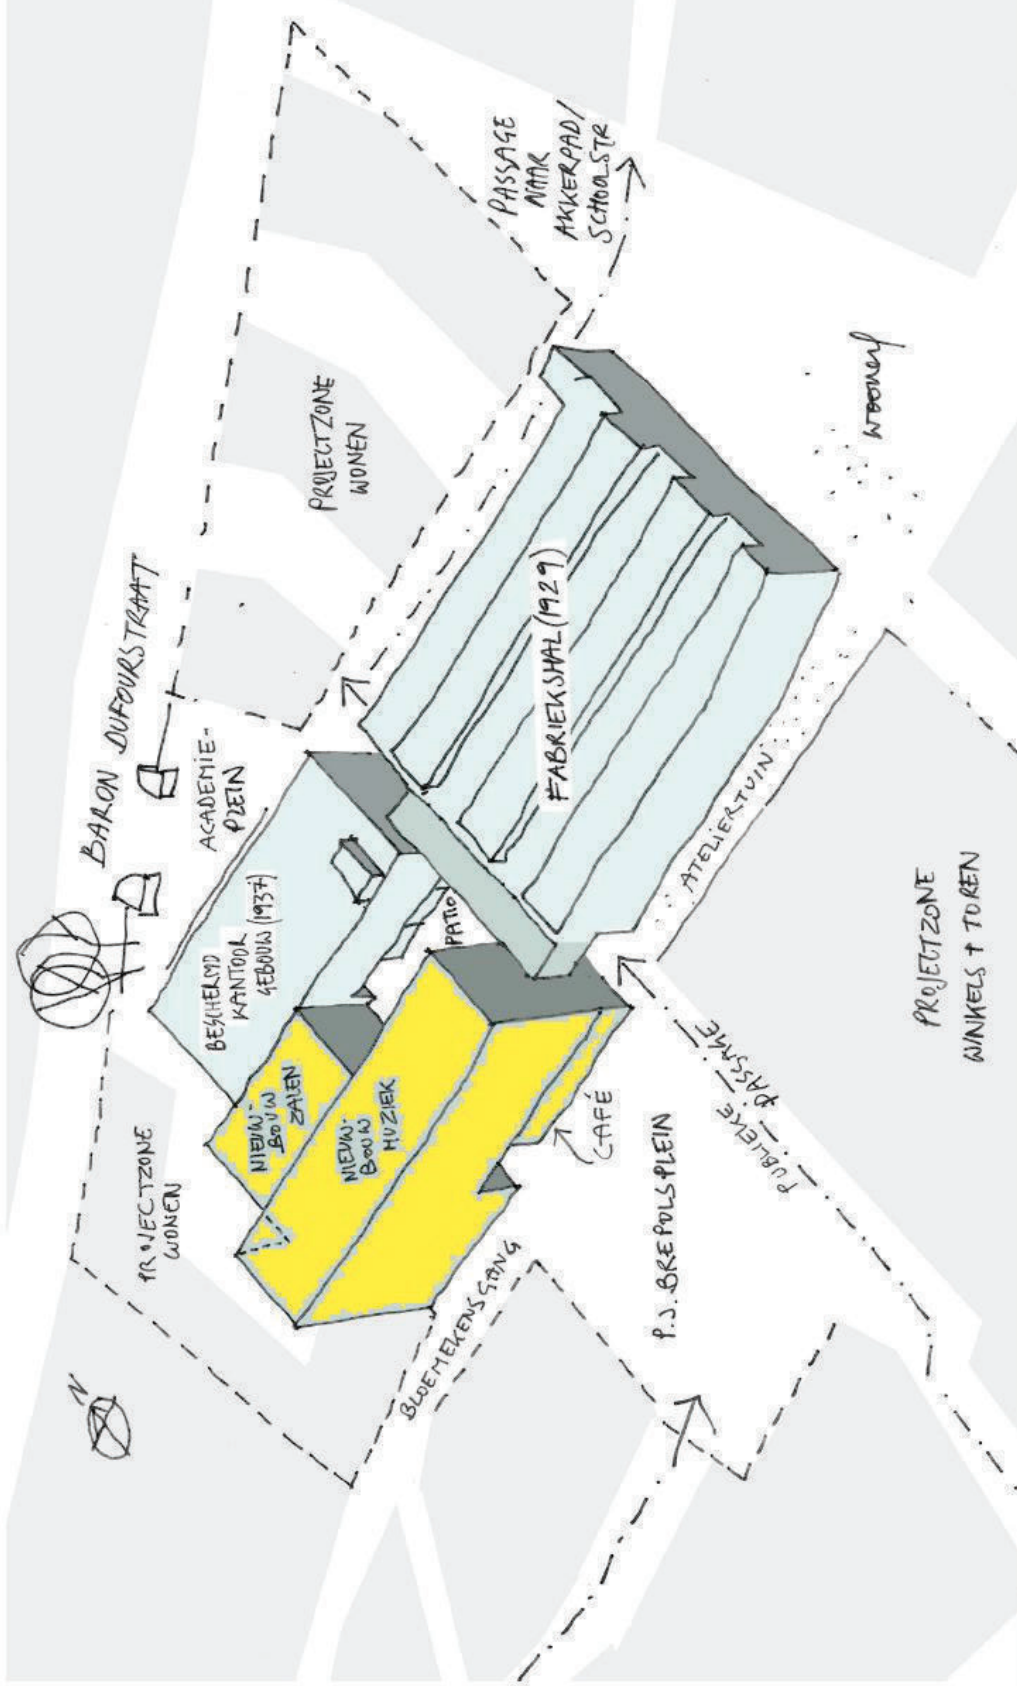 N
BARON DUFOURSTRAAT
PROJECTZONE
WONEN
ACADEMIE-
PLEIN
BESCHERMD
KANTOOR
GEBOUW (1937)
NIEUW-
BOUW
ZALEN
PROJECTZONE
WONEN
NIEUW-
BOUW
MUZIEK
PATIO
BLOEMEKENSGANG
PASSAGE
NAAR
AKKERPAD/
SCHOOLSTR
FABRIEKSHAL (1929)
CAFÉ
P.J. BREPOLSPLEIN
ATELIERTUIN
PUBLIEKE PASSAGE
woonerf
PROJECTZONE
WINKELS + TOREN